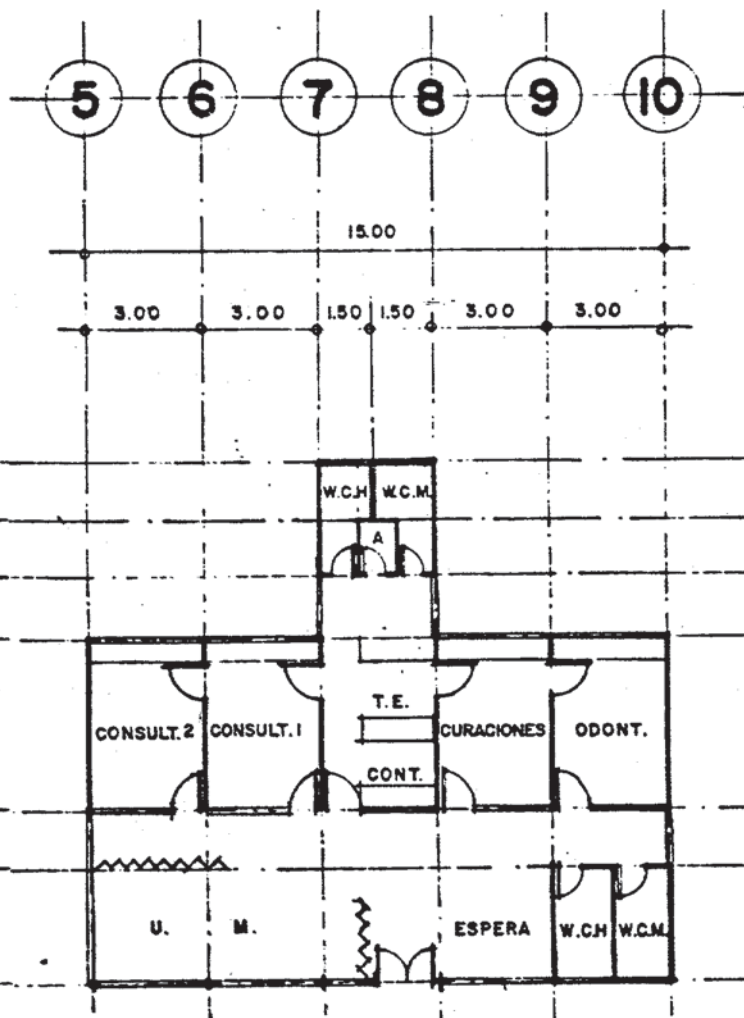 5 6 7 8 9 10
15.00
3.00 3.00 1.50 1.50 3.00 3.00
W.C.H W.C.M.
A
T.E.
CONSULT.2 CONSULT.1 CURACIONES ODONT.
CONT.
U. M. ESPERA W.C.H W.C.M.